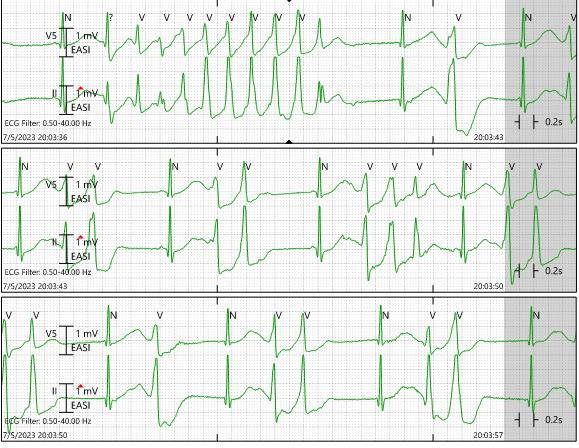 N ? V V V V V V V V N V N V
V5 1 mV
EASI
II 1 mV
EASI
ECG Filter: 0.50-40.00 Hz
0.2s
7/5/2023 20:03:36 20:03:43
N V V N V V N V V V N V V
V5 1 mV
EASI
II 1 mV
EASI
ECG Filter: 0.50-40.00 Hz
0.2s
7/5/2023 20:03:43 20:03:50
V V N V N V V N V V N
V5 1 mV
EASI
II 1 mV
EASI
ECG Filter: 0.50-40.00 Hz
0.2s
7/5/2023 20:03:50 20:03:57